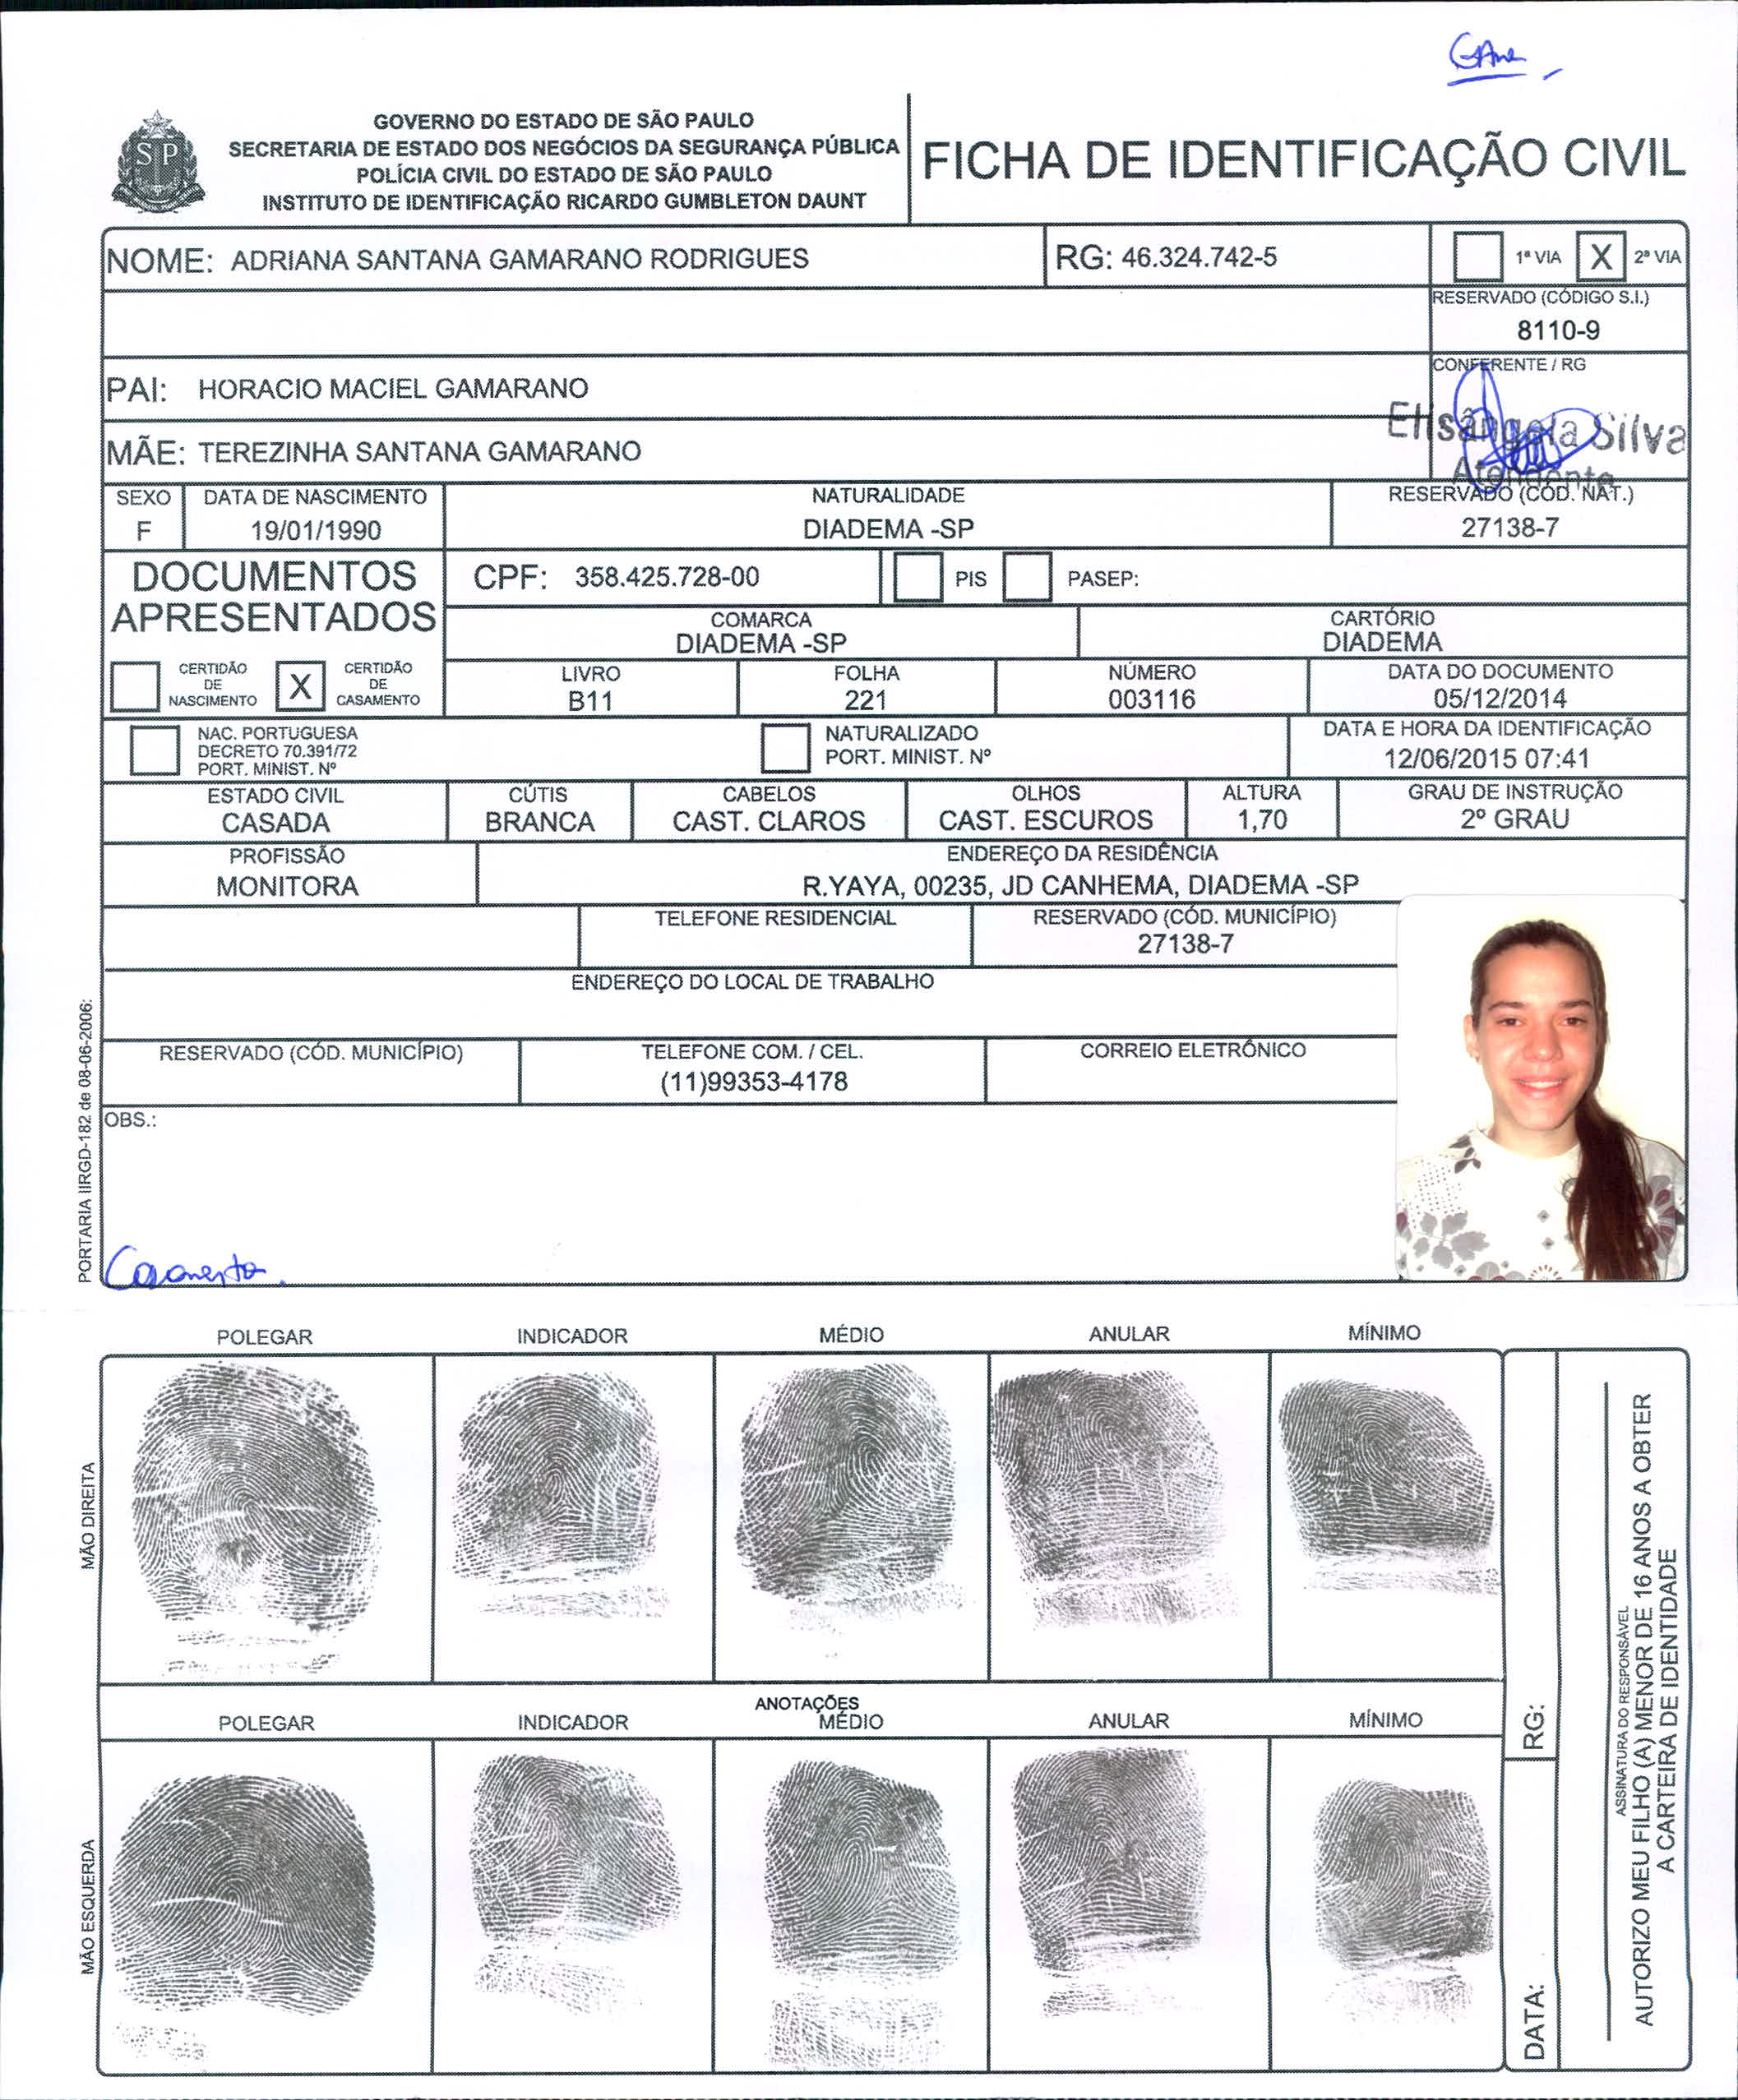 GOVERNO DO ESTADO DE SÃO PAULO
SECRETARIA DE ESTADO DOS NEGÓCIOS DA SEGURANÇA PÚBLICA
POLÍCIA CIVIL DO ESTADO DE SÃO PAULO
INSTITUTO DE IDENTIFICAÇÃO RICARDO GUMBLETON DAUNT
SP
FICHA DE IDENTIFICAÇÃO CIVIL
NOME: ADRIANA SANTANA GAMARANO RODRIGUES
RG: 46.324.742-5
1ª VIA X 2ª VIA
RESERVADO (CÓDIGO S.I.)
8110-9
PAI: HORACIO MACIEL GAMARANO
CONFERENTE / RG
Elisângela Silva
Atendente
MÃE: TEREZINHA SANTANA GAMARANO
SEXO
F
DATA DE NASCIMENTO
19/01/1990
NATURALIDADE
DIADEMA -SP
RESERVADO (COD. NAT.)
27138-7
DOCUMENTOS
APRESENTADOS
CPF: 358.425.728-00
PIS PASEP:
COMARCA
DIADEMA -SP
CARTÓRIO
DIADEMA
CERTIDÃO
DE
NASCIMENTO
X
CERTIDÃO
DE
CASAMENTO
LIVRO
B11
FOLHA
221
NÚMERO
003116
DATA DO DOCUMENTO
05/12/2014
NAC. PORTUGUESA
DECRETO 70.391/72
PORT. MINIST. Nº
NATURALIZADO
PORT. MINIST. Nº
DATA E HORA DA IDENTIFICAÇÃO
12/06/2015 07:41
ESTADO CIVIL
CASADA
CÚTIS
BRANCA
CABELOS
CAST. CLAROS
OLHOS
CAST. ESCUROS
ALTURA
1,70
GRAU DE INSTRUÇÃO
2º GRAU
PROFISSÃO
MONITORA
ENDEREÇO DA RESIDÊNCIA
R.YAYA, 00235, JD CANHEMA, DIADEMA -SP
TELEFONE RESIDENCIAL
RESERVADO (CÓD. MUNICÍPIO)
27138-7
ENDEREÇO DO LOCAL DE TRABALHO
RESERVADO (CÓD. MUNICÍPIO)
TELEFONE COM. / CEL.
(11)99353-4178
CORREIO ELETRÔNICO
OBS.:
Casamento.
PORTARIA IIRGD-182 de 08-06-2006:
POLEGAR INDICADOR MÉDIO ANULAR MÍNIMO
MÃO DIREITA
ANOTAÇÕES
POLEGAR INDICADOR MÉDIO ANULAR MÍNIMO
MÃO ESQUERDA
RG:
DATA:
ASSINATURA DO RESPONSÁVEL
AUTORIZO MEU FILHO (A) MENOR DE 16 ANOS A OBTER
A CARTEIRA DE IDENTIDADE